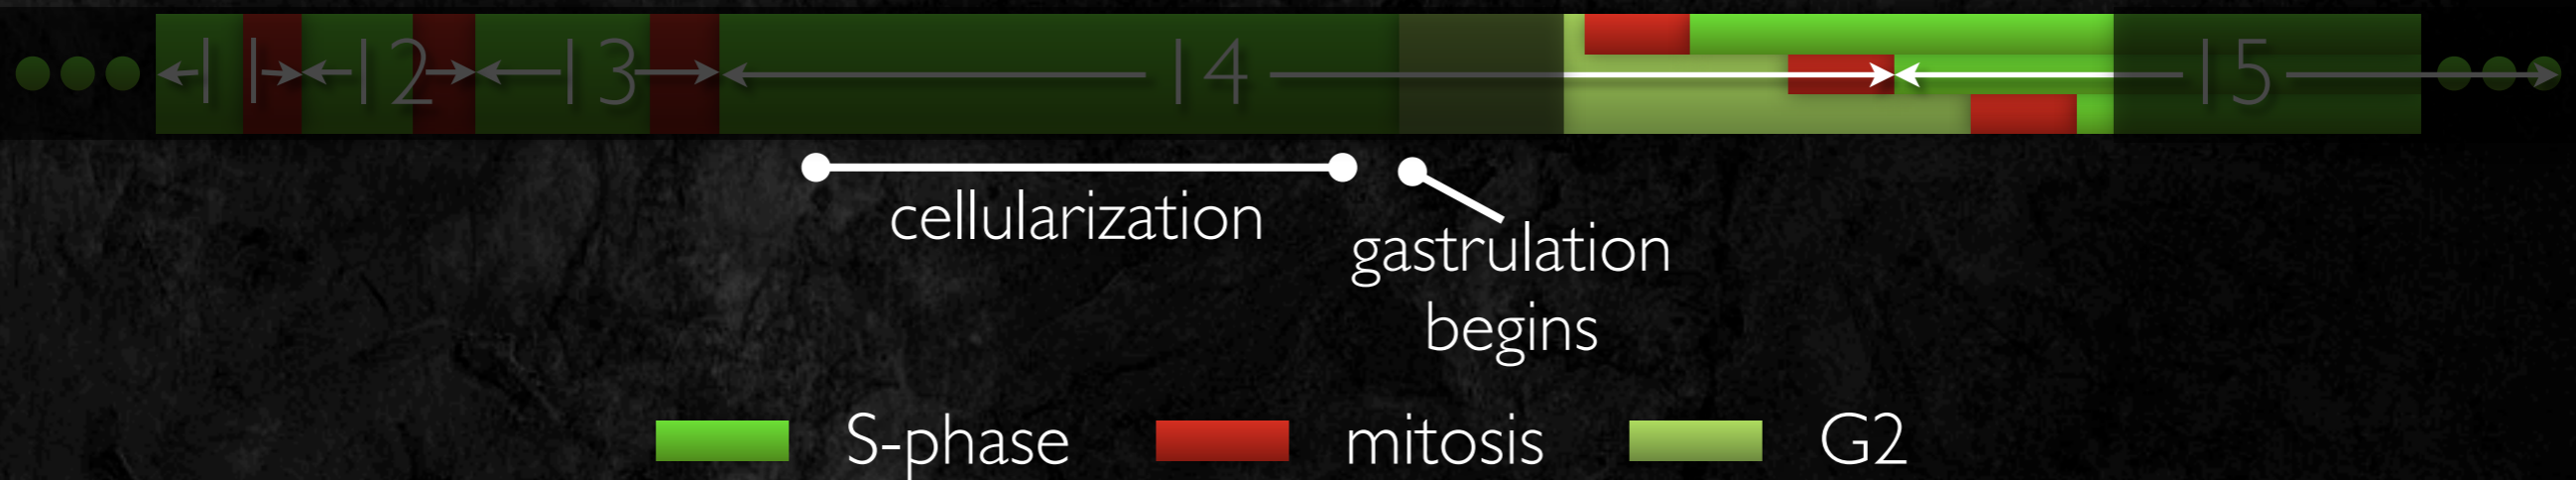 11 12 13 14 15
cellularization
gastrulation
begins
S-phase mitosis G2